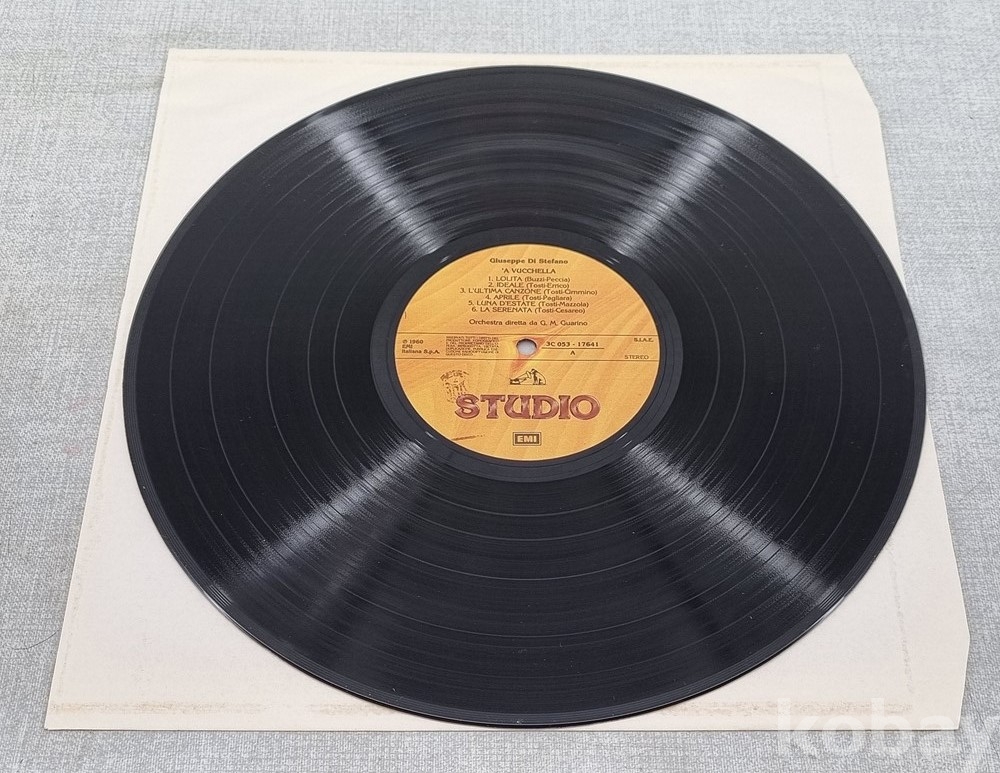 Giuseppe Di Stefano
'A VUCCHELLA
1. LOLITA (Buzzi-Peccia)
2. IDEALE (Tosti-Errico)
3. L'ULTIMA CANZONE (Tosti-Cimmino)
4. APRILE (Tosti-Pagliara)
5. LUNA D'ESTATE (Tosti-Mazzola)
6. LA SERENATA (Tosti-Cesareo)
Orchestra diretta da G. M. Guarino
℗ 1960
EMI
Italiana S.p.A.
3C 053 - 17641
A
S.I.A.E.
STEREO
STUDIO
EMI
kobay